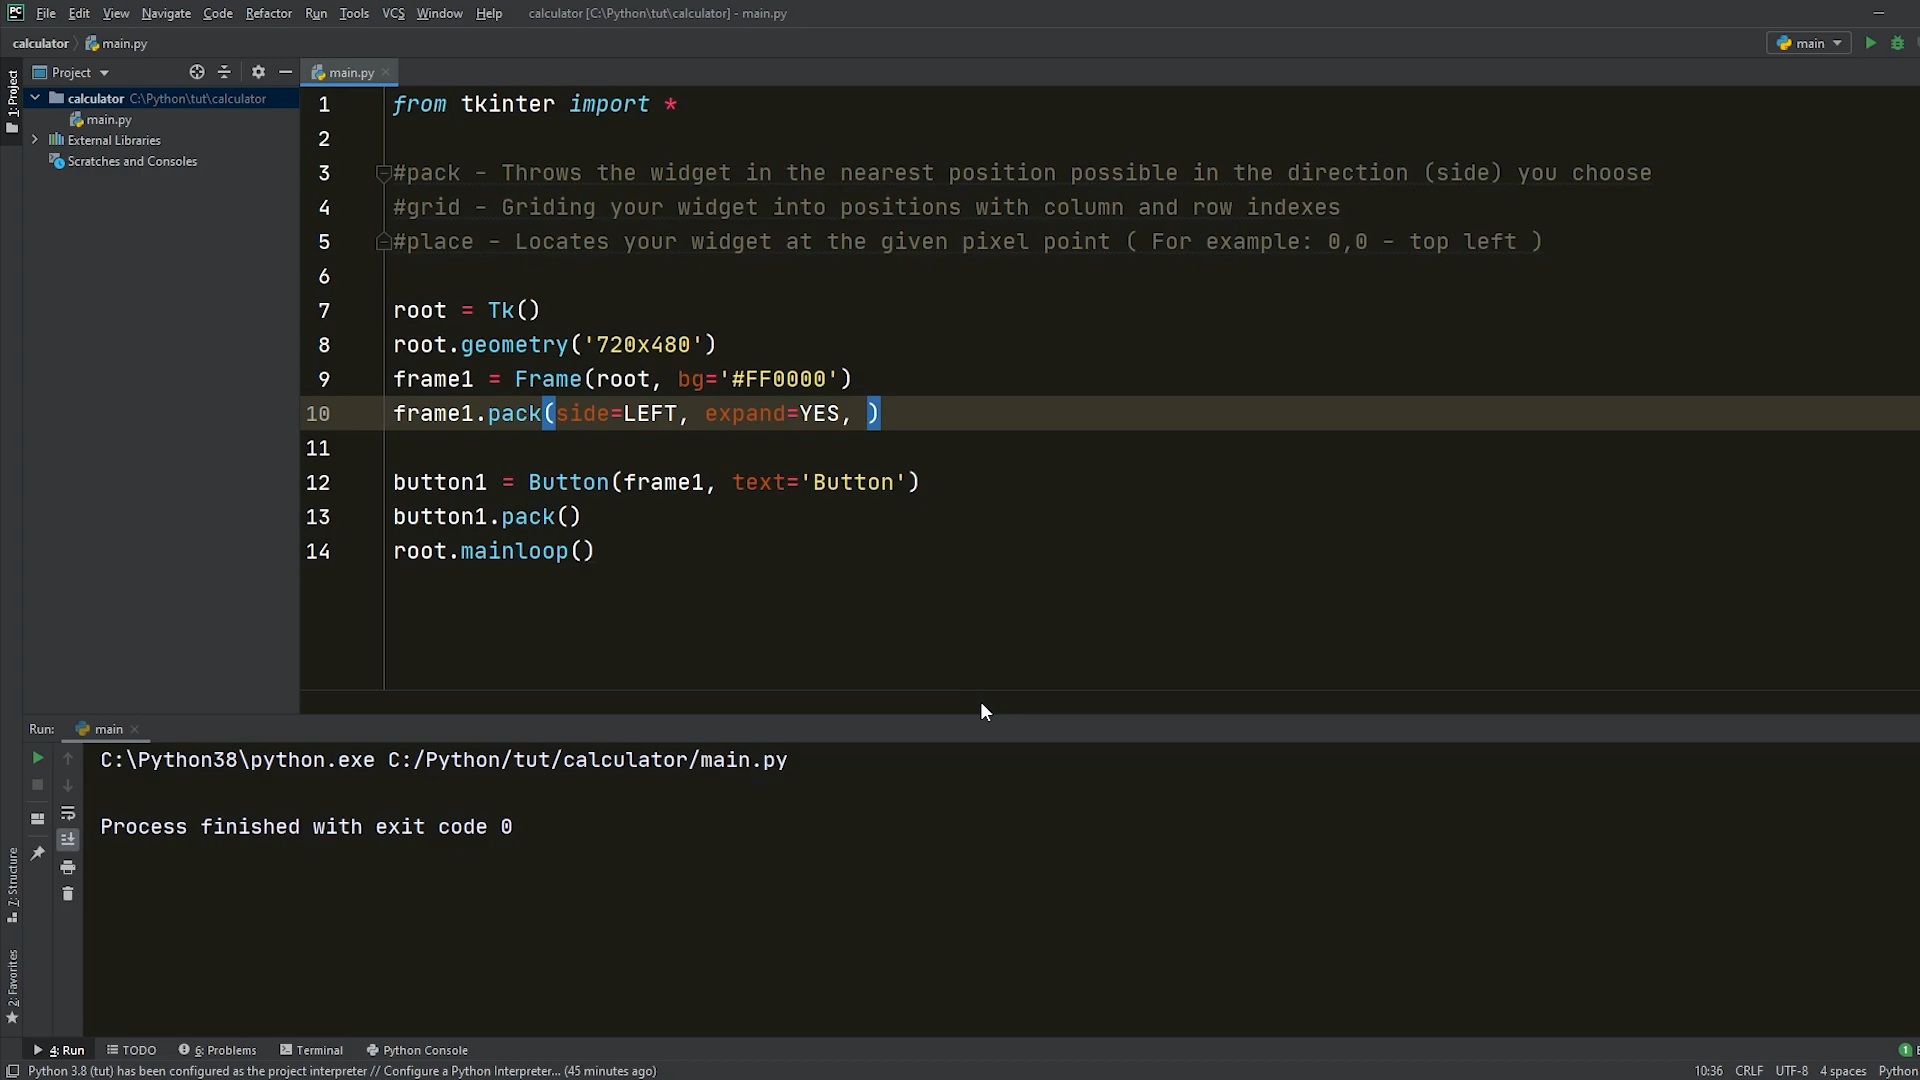 PC File Edit View Navigate Code Refactor Run Tools VCS Window Help calculator [C:\Python\tut\calculator] - main.py
calculator main.py main
1: Project
Project main.py
calculator C:\Python\tut\calculator
main.py
External Libraries
Scratches and Consoles
1 from tkinter import *
2
3 #pack - Throws the widget in the nearest position possible in the direction (side) you choose
4 #grid - Griding your widget into positions with column and row indexes
5 #place - Locates your widget at the given pixel point ( For example: 0,0 - top left )
6
7 root = Tk()
8 root.geometry('720x480')
9 frame1 = Frame(root, bg='#FF0000')
10 frame1.pack(side=LEFT, expand=YES, )
11
12 button1 = Button(frame1, text='Button')
13 button1.pack()
14 root.mainloop()
Run: main
C:\Python38\python.exe C:/Python/tut/calculator/main.py
Process finished with exit code 0
7: Structure
2: Favorites
4: Run TODO 6: Problems Terminal Python Console 1
Python 3.8 (tut) has been configured as the project interpreter // Configure a Python Interpreter... (45 minutes ago) 10:36 CRLF UTF-8 4 spaces Python